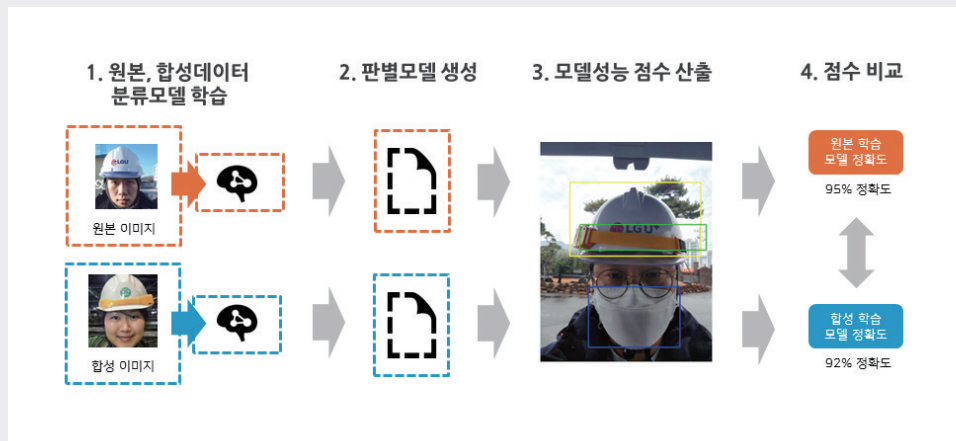 1. 원본, 합성데이터
분류모델 학습
2. 판별모델 생성
3. 모델성능 점수 산출
4. 점수 비교
LGU
원본 이미지
합성 이미지
LG U+
원본 학습
모델 정확도
95% 정확도
합성 학습
모델 정확도
92% 정확도